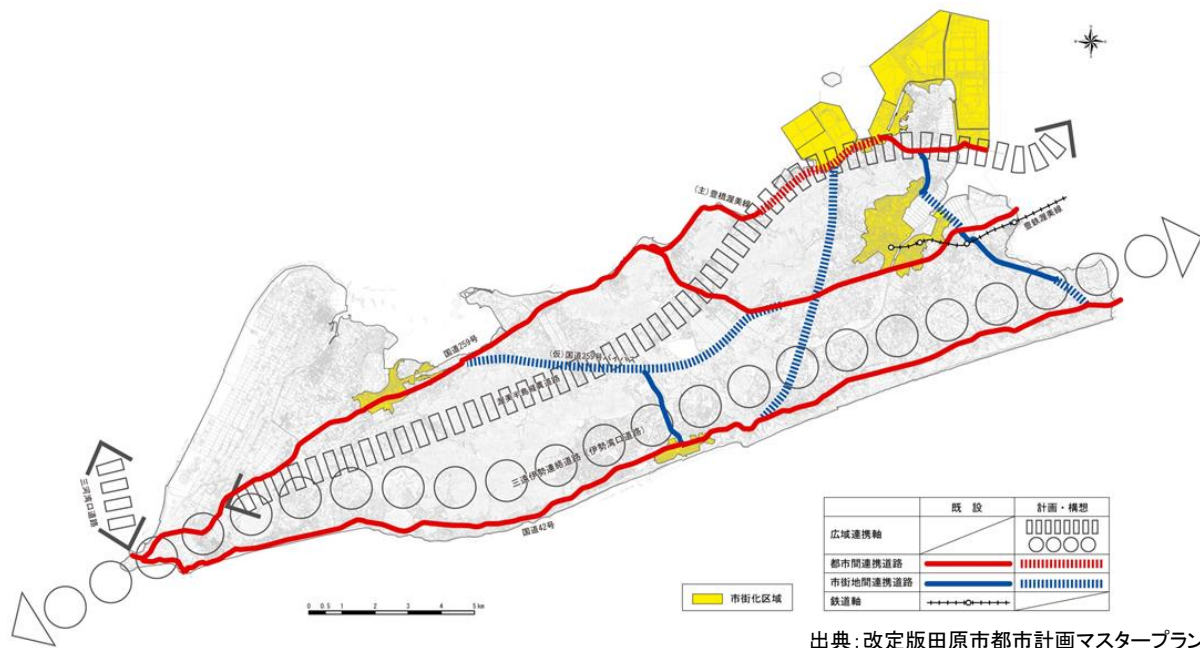 (主)豊橋渥美線
豊鉄渥美線
国道259号
(仮)国道259号バイパス
渥美半島縦貫道路
三遠伊勢連絡道路(伊勢湾口道路)
三河湾口道路
国道42号
0 0.5 1 2 3 4 5km
市街化区域
既設 計画・構想
広域連携軸
都市間連携道路
市街地間連携道路
鉄道軸
出典:改定版田原市都市計画マスタープラン